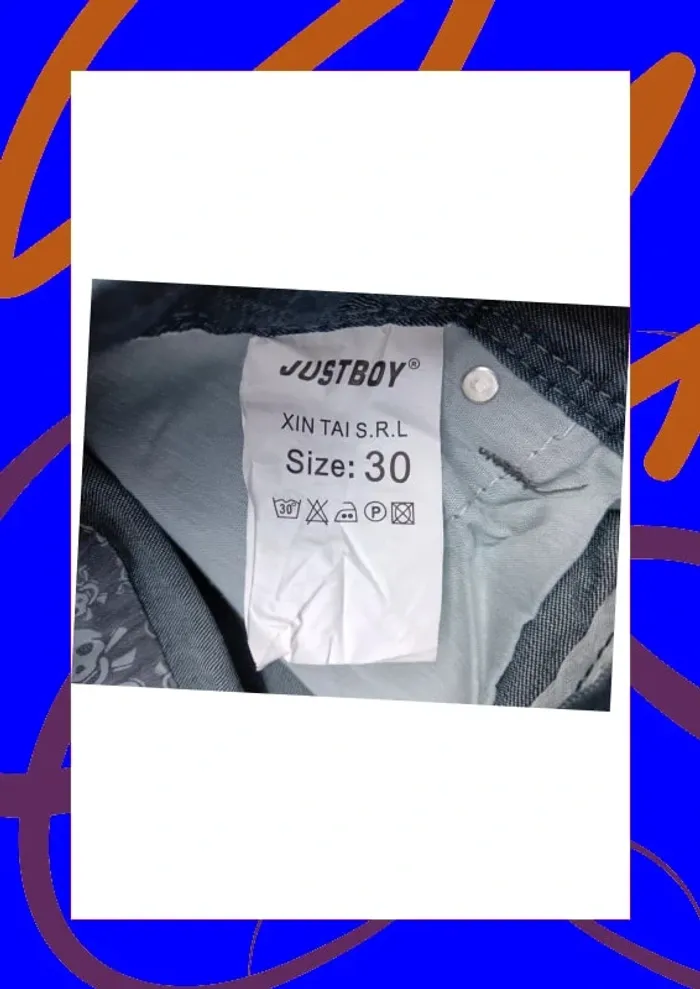 JUSTBOY®
XIN TAI S.R.L
Size: 30
30° P